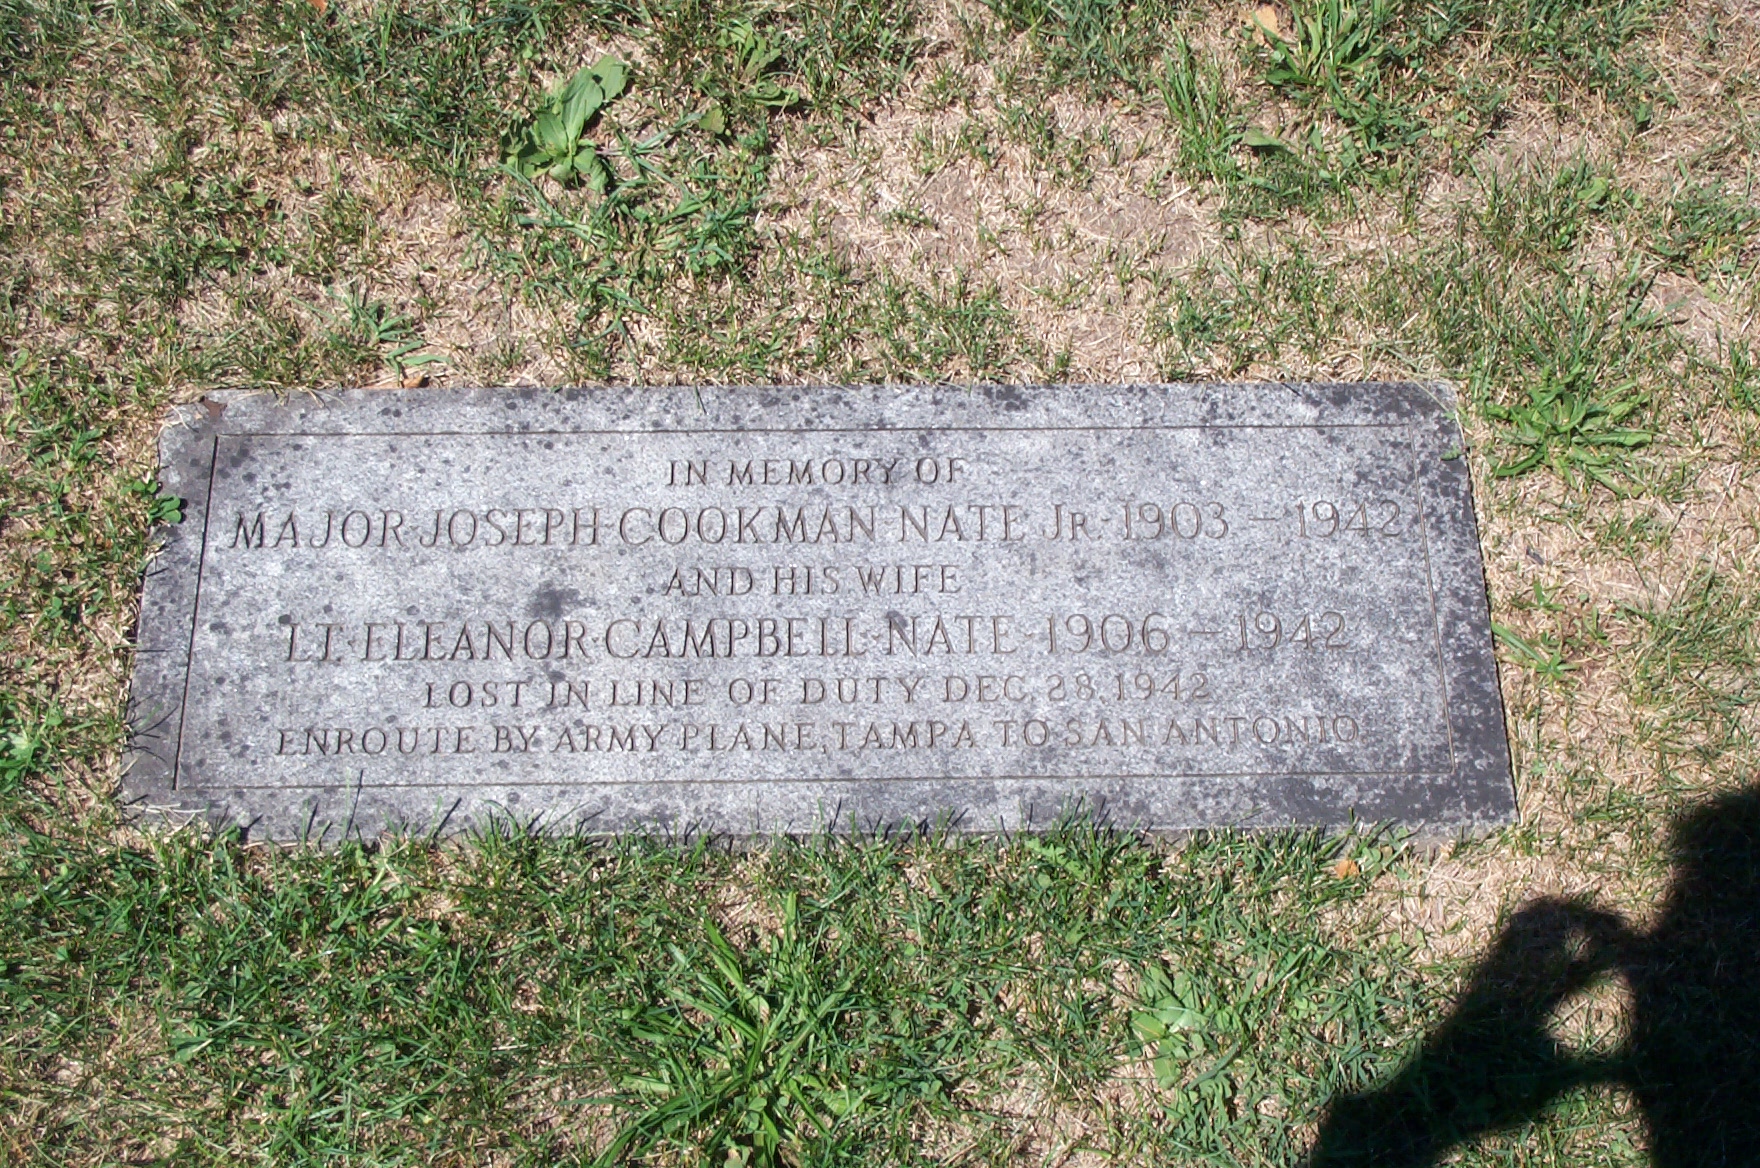 IN MEMORY OF
MAJOR·JOSEPH·COOKMAN·NATE JR·1903 – 1942
AND HIS WIFE
LT·ELEANOR·CAMPBELL·NATE·1906 – 1942
LOST IN LINE OF DUTY DEC. 28. 1942
ENROUTE BY ARMY PLANE, TAMPA TO SAN ANTONIO